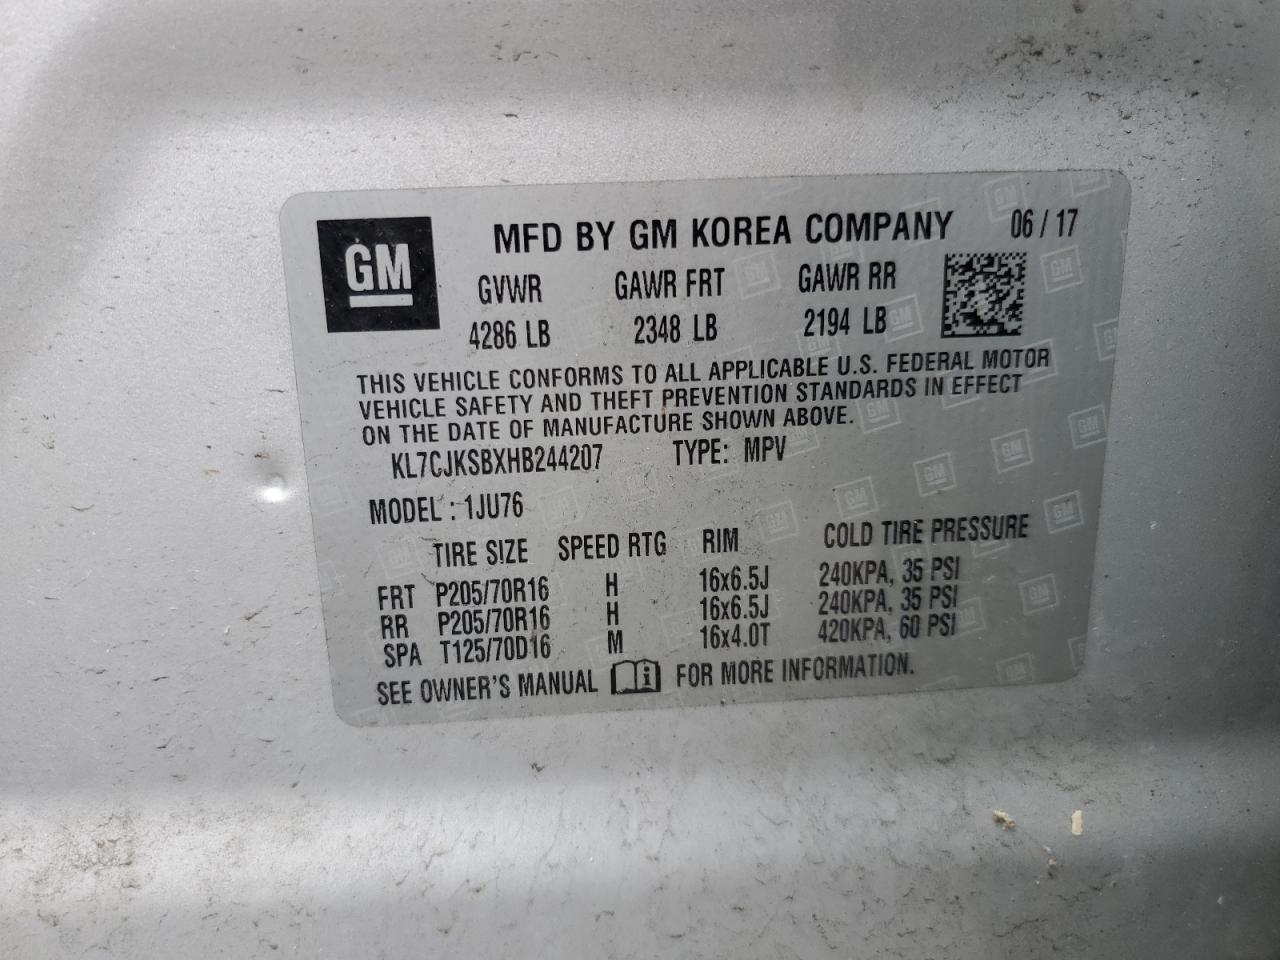 GM
MFD BY GM KOREA COMPANY 06 / 17
GVWR GAWR FRT GAWR RR
4286 LB 2348 LB 2194 LB
THIS VEHICLE CONFORMS TO ALL APPLICABLE U.S. FEDERAL MOTOR
VEHICLE SAFETY AND THEFT PREVENTION STANDARDS IN EFFECT
ON THE DATE OF MANUFACTURE SHOWN ABOVE.
KL7CJKSBXHB244207 TYPE: MPV
MODEL : 1JU76
TIRE SIZE SPEED RTG RIM COLD TIRE PRESSURE
FRT P205/70R16 H 16x6.5J 240KPA, 35 PSI
RR P205/70R16 H 16x6.5J 240KPA, 35 PSI
SPA T125/70D16 M 16x4.0T 420KPA, 60 PSI
SEE OWNER'S MANUAL i FOR MORE INFORMATION.